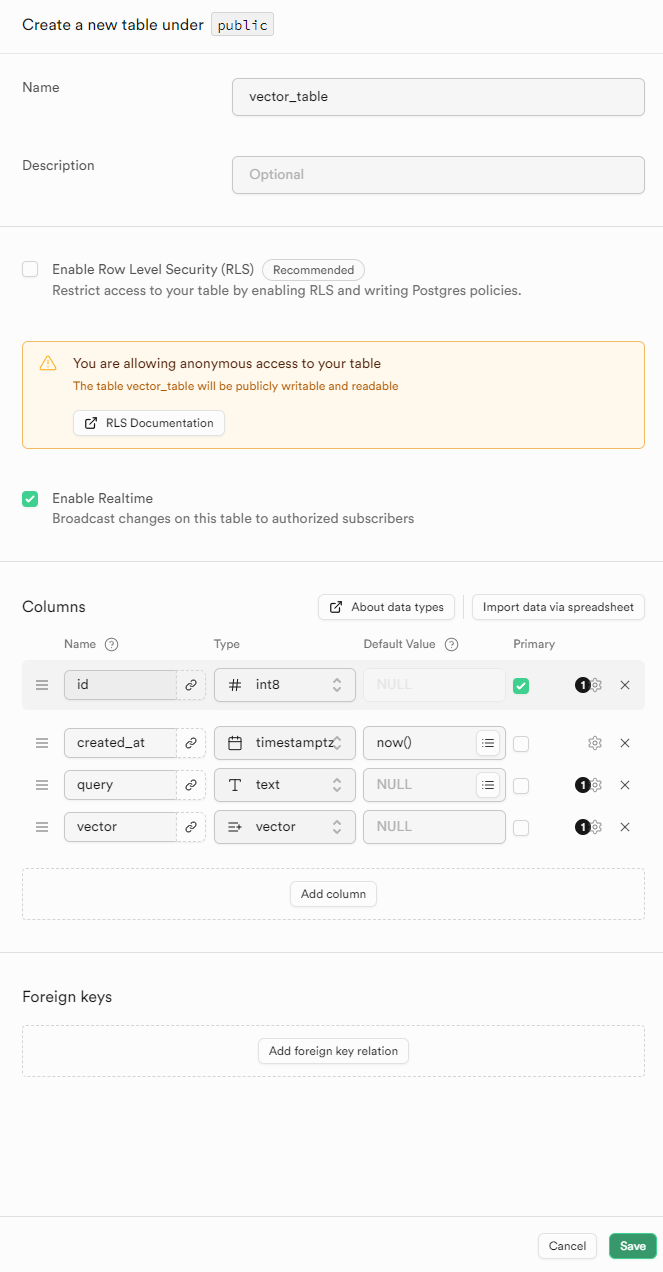 Create a new table under public
Name
vector_table
Description
Optional
Enable Row Level Security (RLS) Recommended
Restrict access to your table by enabling RLS and writing Postgres policies.
You are allowing anonymous access to your table
The table vector_table will be publicly writable and readable
RLS Documentation
Enable Realtime
Broadcast changes on this table to authorized subscribers
Columns About data types Import data via spreadsheet
Name ? Type Default Value ? Primary
id int8 NULL 1
created_at timestamptz now()
query text NULL 1
vector vector NULL 1
Add column
Foreign keys
Add foreign key relation
Cancel Save